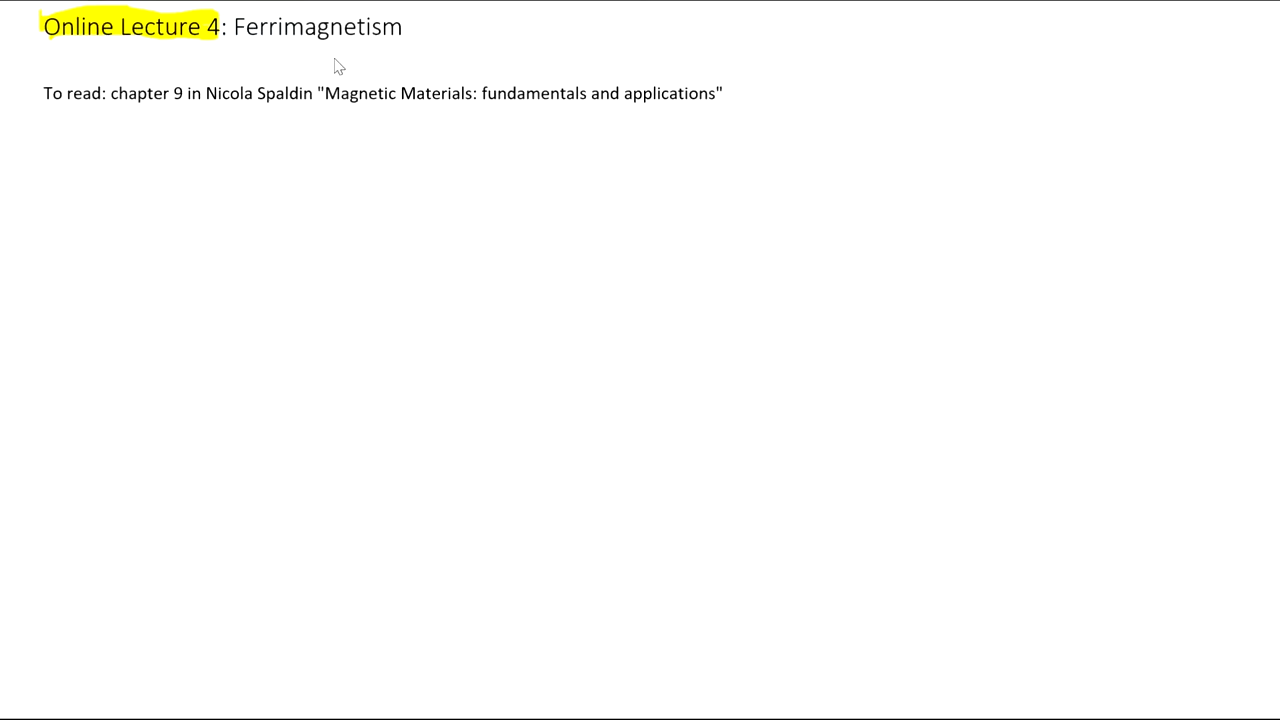 Online Lecture 4: Ferrimagnetism
To read: chapter 9 in Nicola Spaldin "Magnetic Materials: fundamentals and applications"